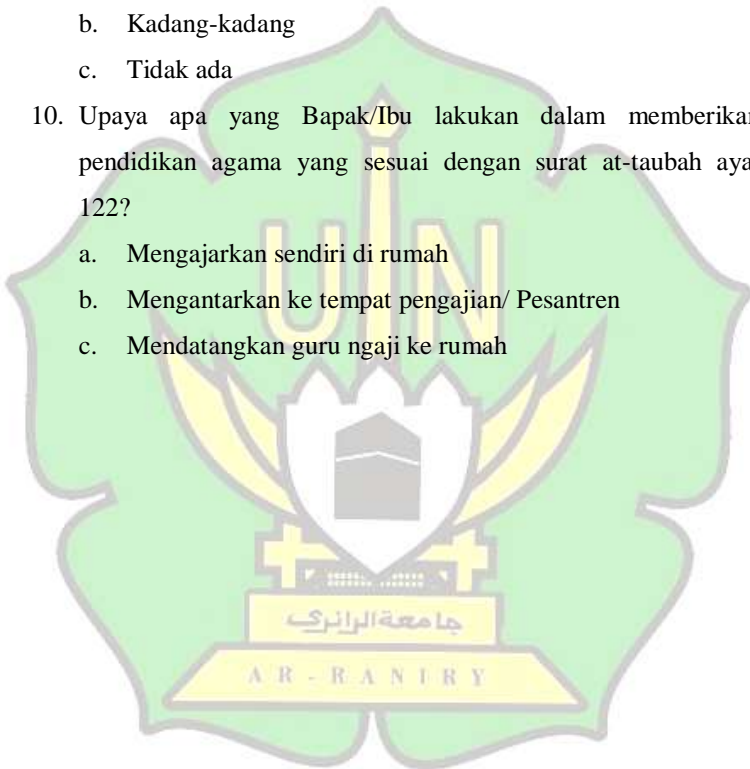 b. Kadang-kadang
c. Tidak ada
10. Upaya apa yang Bapak/Ibu lakukan dalam memberikan
pendidikan agama yang sesuai dengan surat at-taubah aya
122?
a. Mengajarkan sendiri di rumah
b. Mengantarkan ke tempat pengajian/ Pesantren
c. Mendatangkan guru ngaji ke rumah
UIN
جامعة الرانري
AR-RANIRY